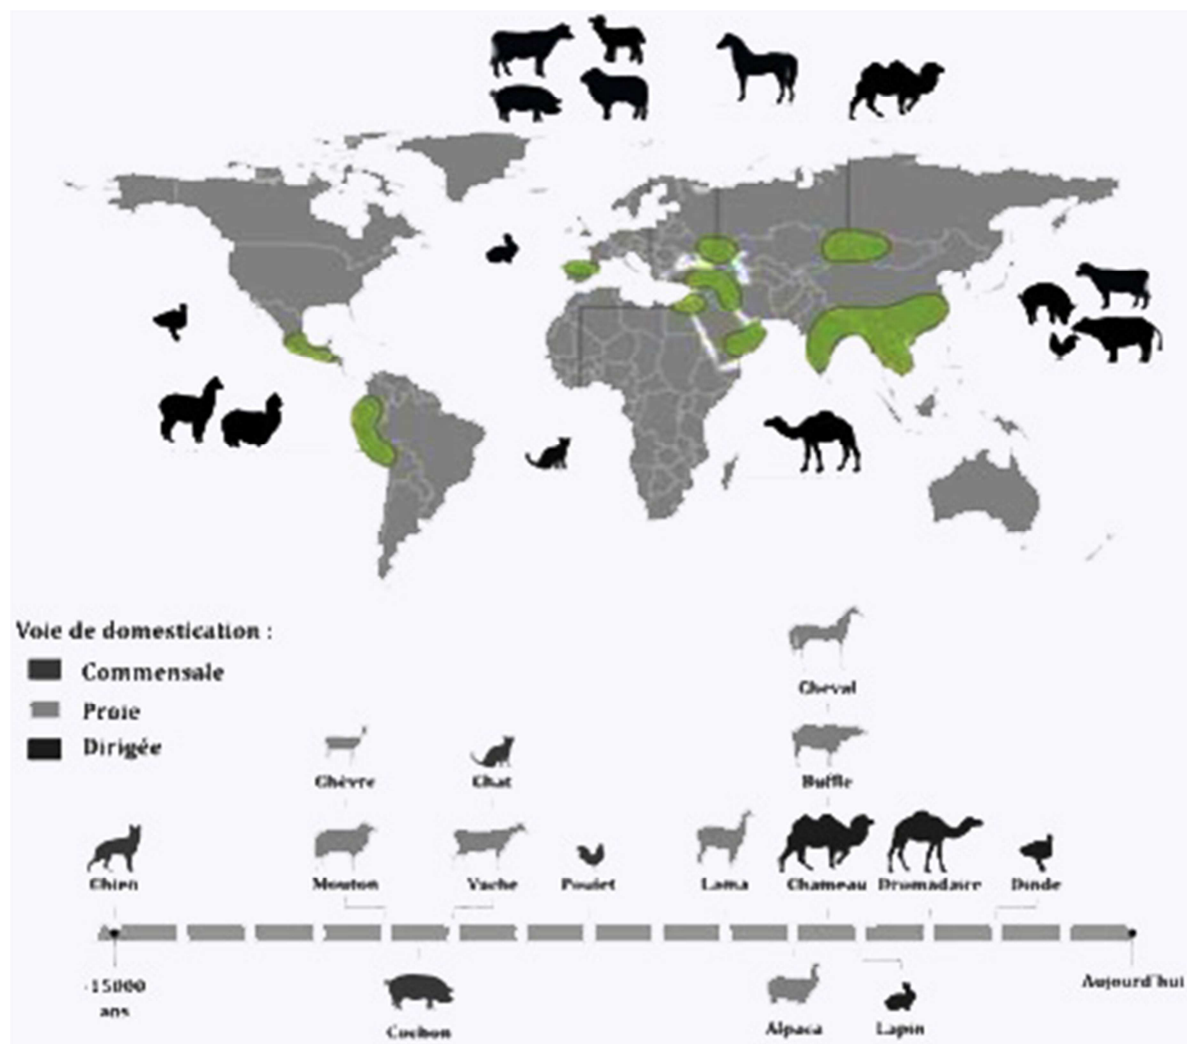 Voie de domestication :
Commensale
Proie
Dirigée
Cheval
Chèvre
Chat
Buffle
Chien
Mouton
Vache
Poulet
Lama
Chameau
Dromadaire
Dinde
-15000
ans
Aujourd'hui
Cochon
Alpaca
Lapin